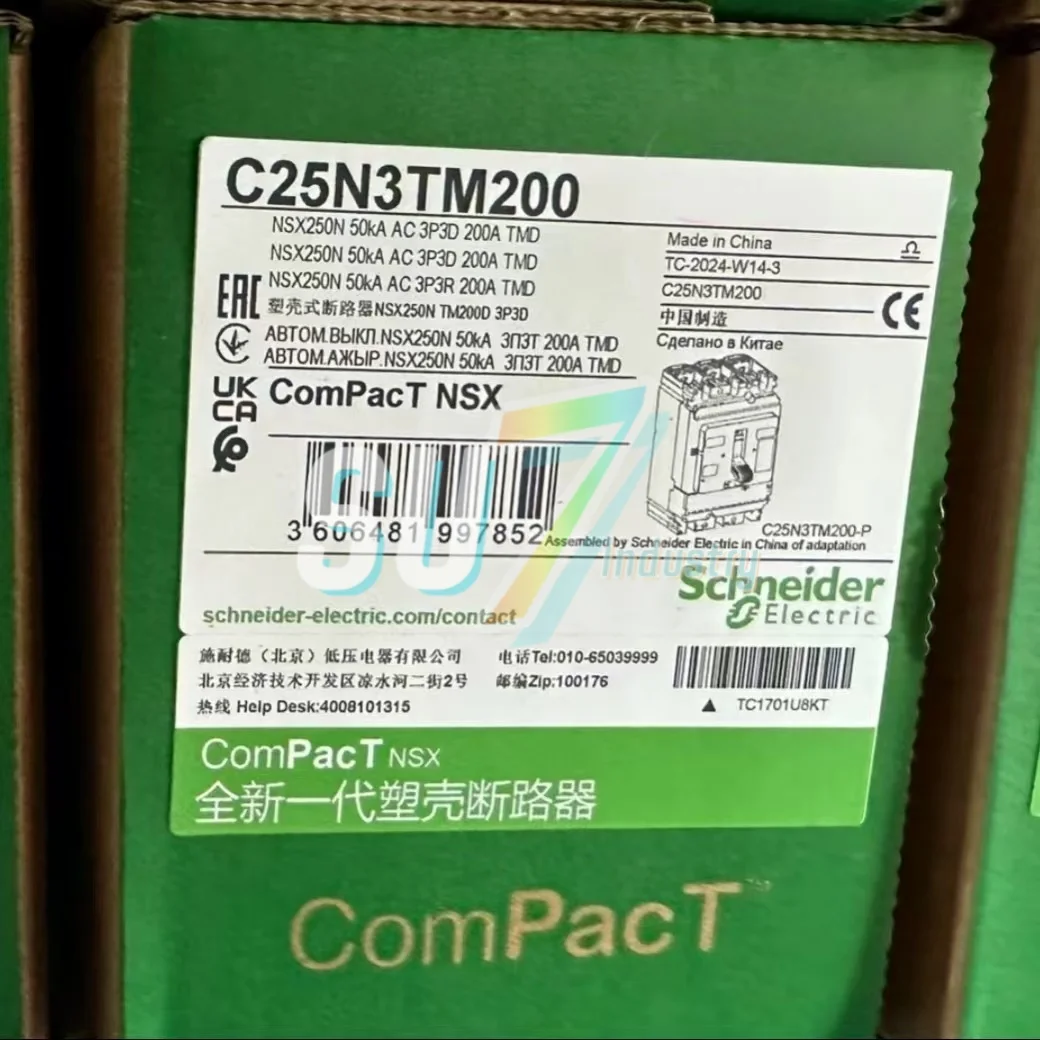 C25N3TM200
NSX250N 50kA AC 3P3D 200A TMD
NSX250N 50kA AC 3P3D 200A TMD
NSX250N 50kA AC 3P3R 200A TMD
塑壳式断路器NSX250N TM200D 3P3D
АВТОМ.ВЫКЛ.NSX250N 50kA 3П3Т 200A TMD
АВТОМ.АЖЫР.NSX250N 50kA 3П3Т 200A TMD
EAC
UK
CA
ComPacT NSX
3 606481 997852
Made in China
TC-2024-W14-3
C25N3TM200
中国制造
Сделано в Китае
CE
C25N3TM200-P
Assembled by Schneider Electric in China of adaptation
SU7
Industry
Schneider
Electric
schneider-electric.com/contact
施耐德（北京）低压电器有限公司 电话Tel:010-65039999
北京经济技术开发区凉水河二街2号 邮编Zip:100176
热线 Help Desk:4008101315
▲ TC1701U8KT
ComPacT NSX
全新一代塑壳断路器
ComPacT